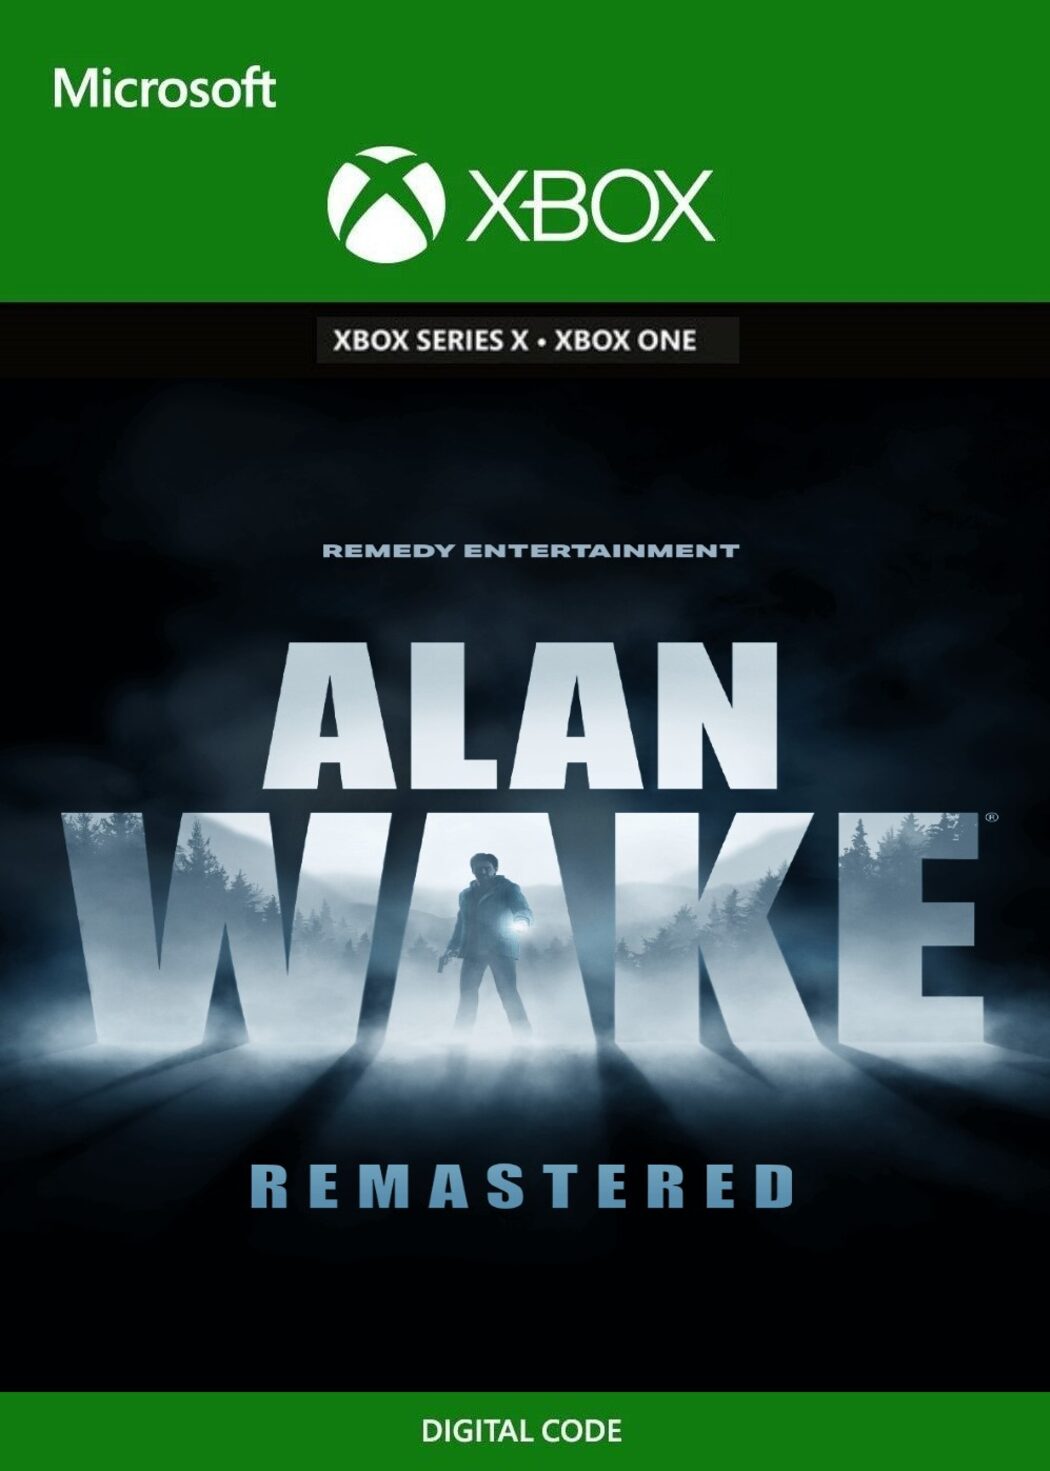 Microsoft
XBOX
XBOX SERIES X • XBOX ONE
REMEDY ENTERTAINMENT
ALAN
WAKE®
REMASTERED
DIGITAL CODE